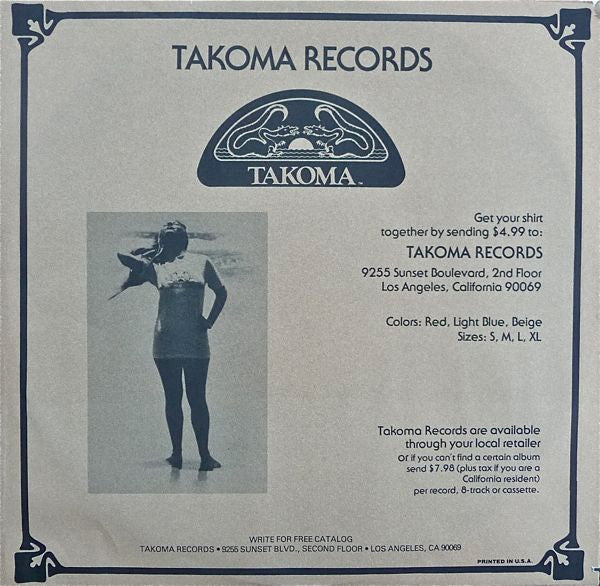 TAKOMA RECORDS
TAKOMA™
Get your shirt
together by sending $4.99 to:
TAKOMA RECORDS
9255 Sunset Boulevard, 2nd Floor
Los Angeles, California 90069
Colors: Red, Light Blue, Beige
Sizes: S, M, L, XL
Takoma Records are available
through your local retailer
or if you can't find a certain album
send $7.98 (plus tax if you are a
California resident)
per record, 8-track or cassette.
WRITE FOR FREE CATALOG
TAKOMA RECORDS • 9255 SUNSET BLVD., SECOND FLOOR • LOS ANGELES, CA 90069
PRINTED IN U.S.A.